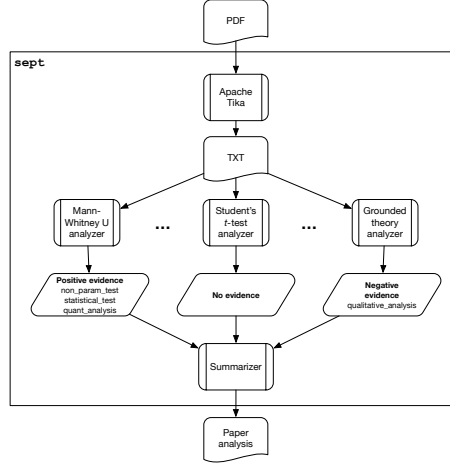 PDF
sept
Apache
Tika
TXT
Mann-
Whitney U
analyzer
...
Student's
t-test
analyzer
...
Grounded
theory
analyzer
Positive evidence
non_param_test
statistical_test
quant_analysis
No evidence
Negative
evidence
qualitative_analysis
Summarizer
Paper
analysis